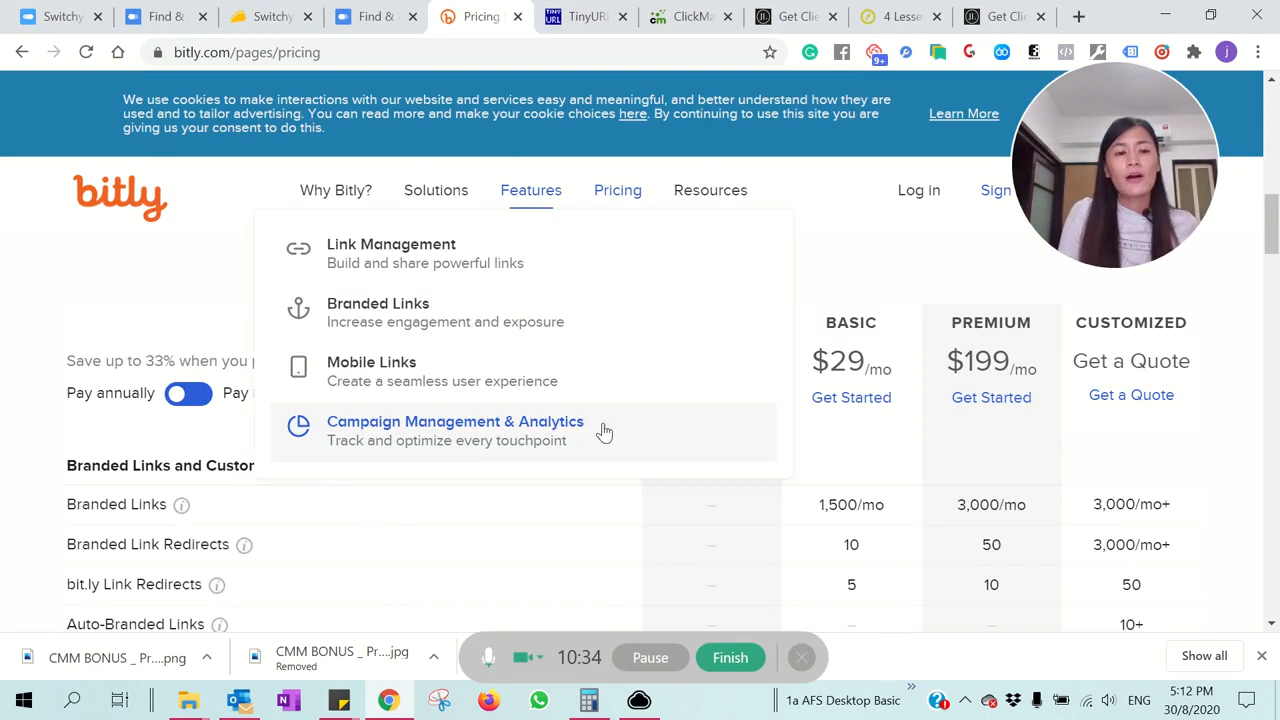 Switchy
Find &
Switchy
Find &
Pricing
TinyURL
ClickMa
Get Clie
4 Lesse
Get Clie
bitly.com/pages/pricing
9+
j
We use cookies to make interactions with our website and services easy and meaningful, and better understand how they are
used and to tailor advertising. You can read more and make your cookie choices here. By continuing to use this site you are
giving us your consent to do this.
Learn More
bitly
Why Bitly?
Solutions
Features
Pricing
Resources
Log in
Sign
Link Management
Build and share powerful links
Branded Links
Increase engagement and exposure
Mobile Links
Create a seamless user experience
Campaign Management & Analytics
Track and optimize every touchpoint
BASIC
PREMIUM
CUSTOMIZED
Save up to 33% when you p
$29/mo
$199/mo
Get a Quote
Pay annually
Pay
Get Started
Get Started
Get a Quote
Branded Links and Custor
Branded Links
–
1,500/mo
3,000/mo
3,000/mo+
Branded Link Redirects
–
10
50
3,000/mo+
bit.ly Link Redirects
–
5
10
50
Auto-Branded Links
–
–
–
10+
CMM BONUS _ Pr....png
CMM BONUS _ Pr....jpg
Removed
10:34
Pause
Finish
Show all
1a AFS Desktop Basic
»
ENG
5:12 PM
30/8/2020